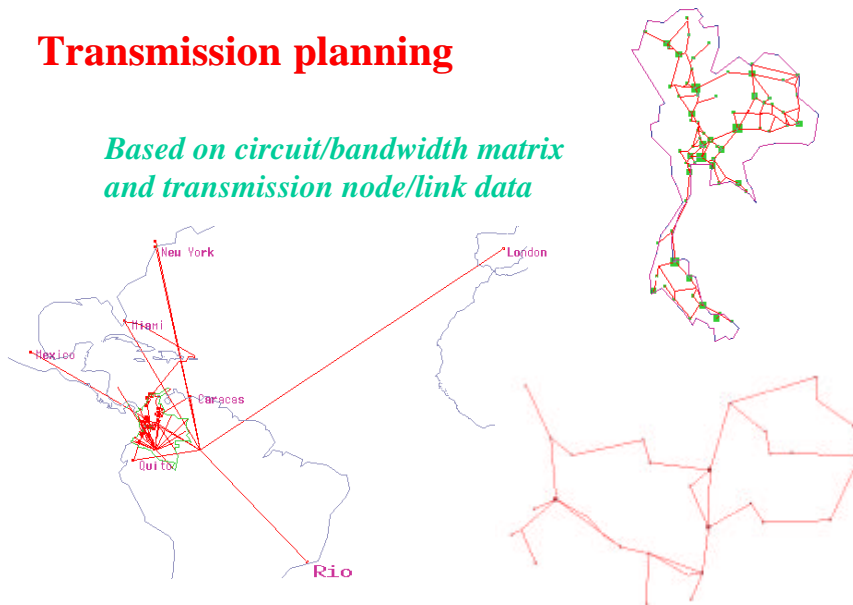 Transmission planning
Based on circuit/bandwidth matrix
and transmission node/link data
New York
London
Miami
Mexico
Caracas
Quito
Rio